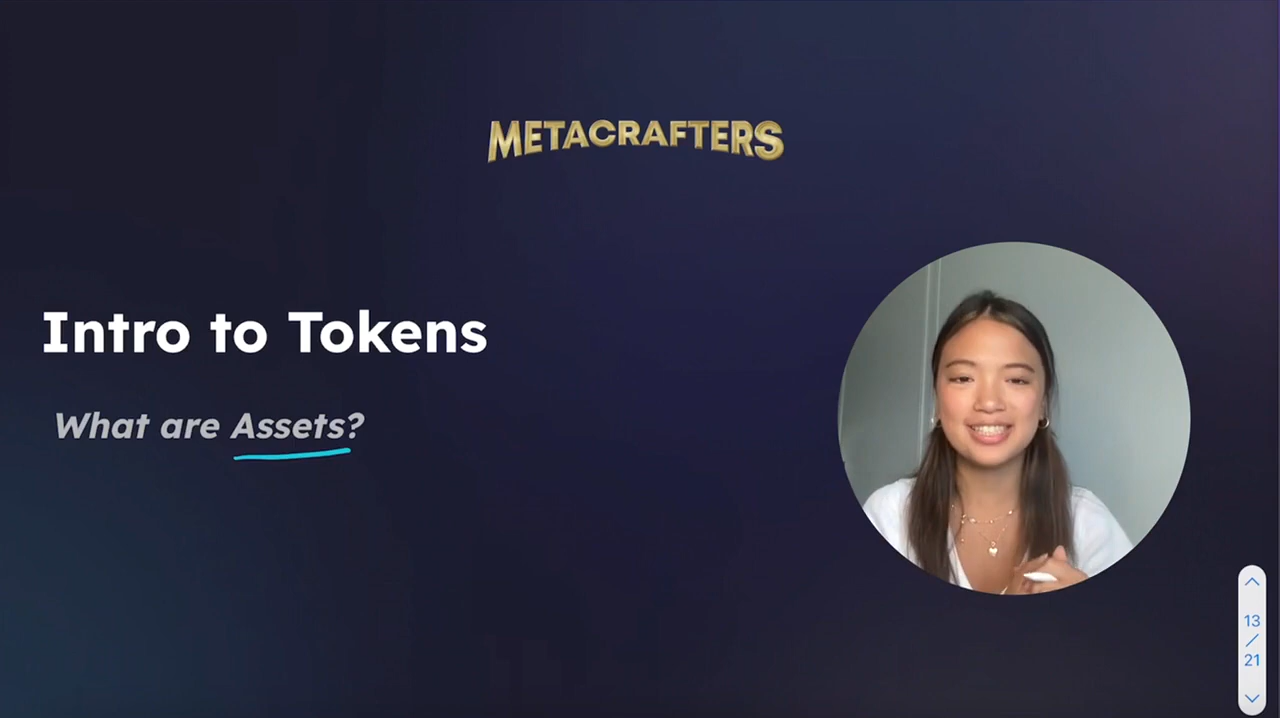 METACRAFTERS
Intro to Tokens
What are Assets?
13
/
21